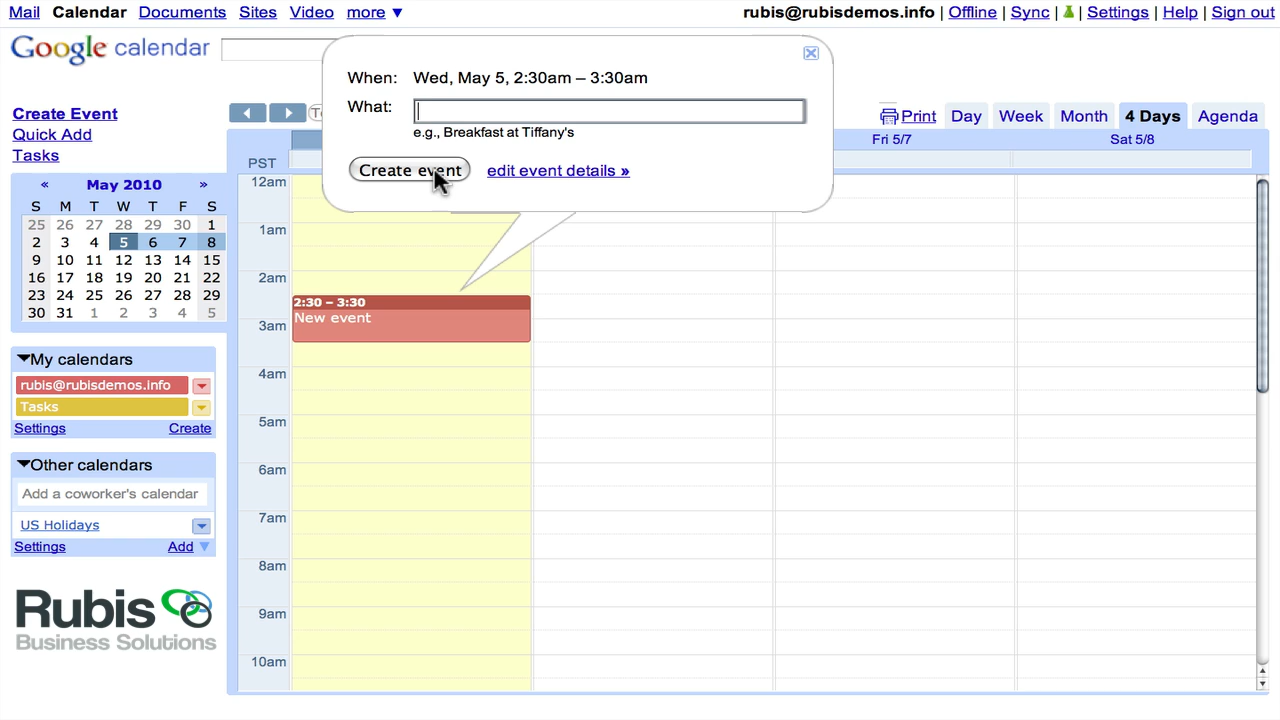 Mail Calendar Documents Sites Video more ▼
rubis@rubisdemos.info | Offline | Sync | | Settings | Help | Sign out
Google calendar
When: Wed, May 5, 2:30am – 3:30am
What:
e.g., Breakfast at Tiffany's
Create event edit event details »
Create Event
Quick Add
Tasks
Print Day Week Month 4 Days Agenda
Fri 5/7 Sat 5/8
PST
« May 2010 »
S M T W T F S
25 26 27 28 29 30 1
2 3 4 5 6 7 8
9 10 11 12 13 14 15
16 17 18 19 20 21 22
23 24 25 26 27 28 29
30 31 1 2 3 4 5
My calendars
rubis@rubisdemos.info
Tasks
Settings Create
Other calendars
Add a coworker's calendar
US Holidays
Settings Add
Rubis
Business Solutions
12am
1am
2am
2:30 – 3:30
New event
3am
4am
5am
6am
7am
8am
9am
10am